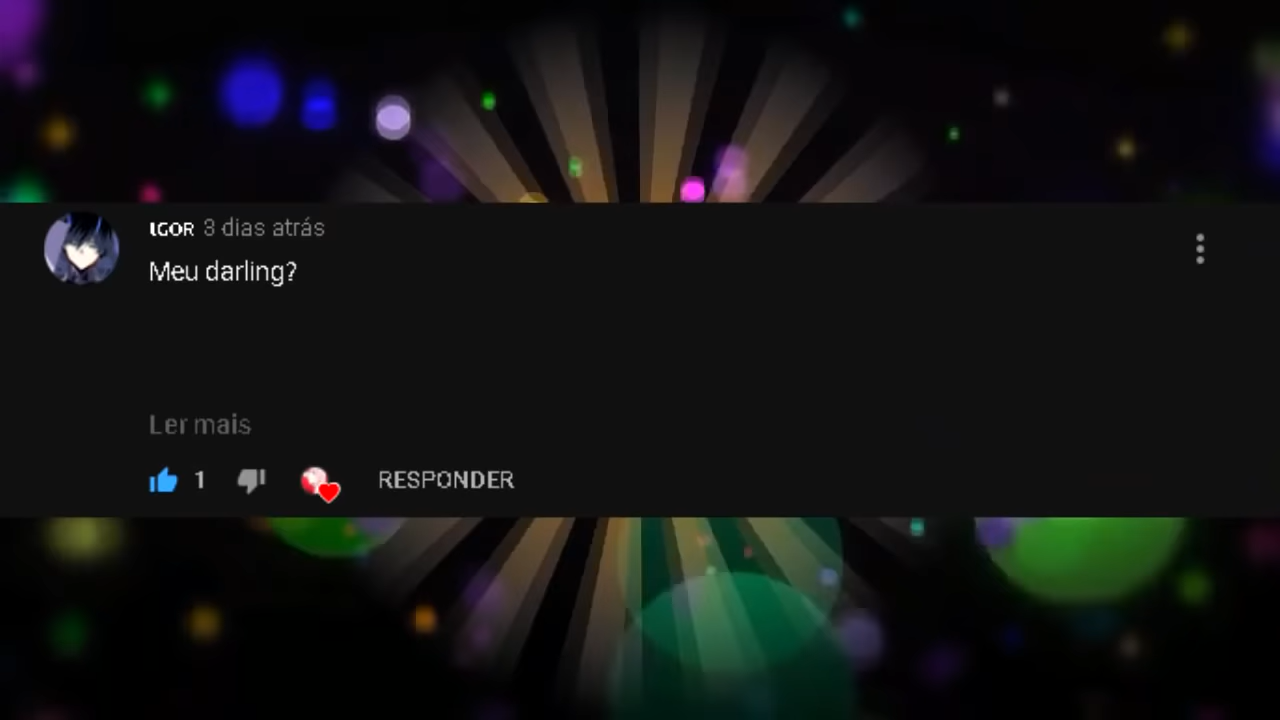 IGOR 3 dias atrás
Meu darling?
Ler mais
1 RESPONDER